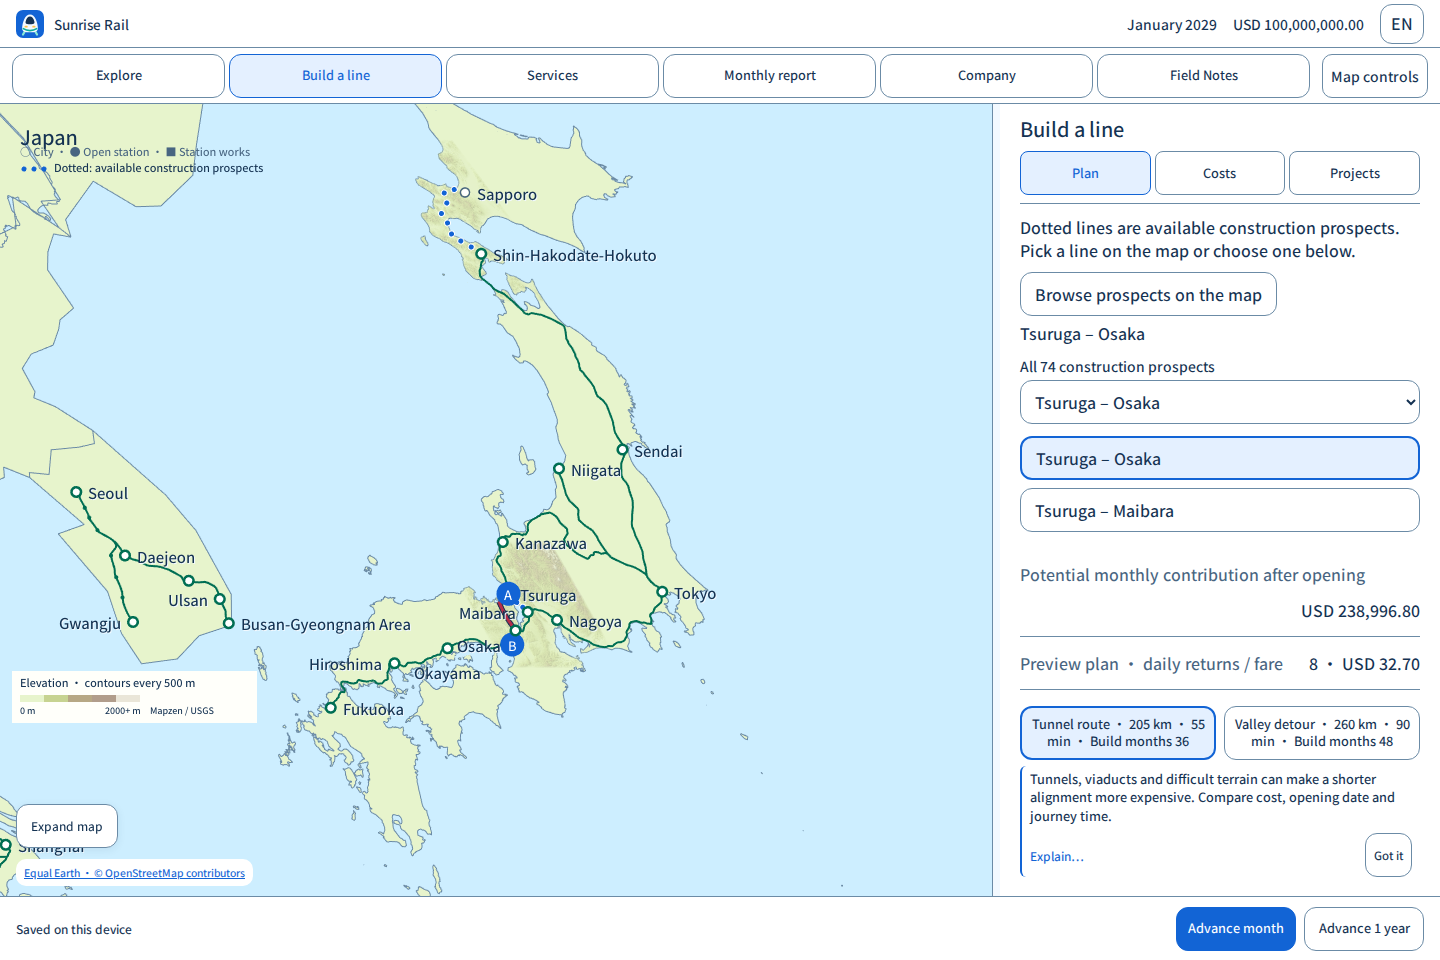 Sunrise Rail
January 2029 USD 100,000,000.00 EN
Explore
Build a line
Services
Monthly report
Company
Field Notes
Map controls
Japan
City • Open station • Station works
Dotted: available construction prospects
Sapporo
Shin-Hakodate-Hokuto
Sendai
Niigata
Kanazawa
Seoul
Daejeon
Ulsan
Gwangju
Busan-Gyeongnam Area
A
Tsuruga
Tokyo
Maibara
Nagoya
Osaka
B
Hiroshima
Okayama
Fukuoka
Elevation • contours every 500 m
0 m 2000+ m Mapzen / USGS
Expand map
Shanghai
Equal Earth • © OpenStreetMap contributors
Build a line
Plan
Costs
Projects
Dotted lines are available construction prospects.
Pick a line on the map or choose one below.
Browse prospects on the map
Tsuruga – Osaka
All 74 construction prospects
Tsuruga – Osaka
Tsuruga – Osaka
Tsuruga – Maibara
Potential monthly contribution after opening
USD 238,996.80
Preview plan • daily returns / fare 8 • USD 32.70
Tunnel route • 205 km • 55
min • Build months 36
Valley detour • 260 km • 90
min • Build months 48
Tunnels, viaducts and difficult terrain can make a shorter
alignment more expensive. Compare cost, opening date and
journey time.
Explain…
Got it
Saved on this device
Advance month
Advance 1 year